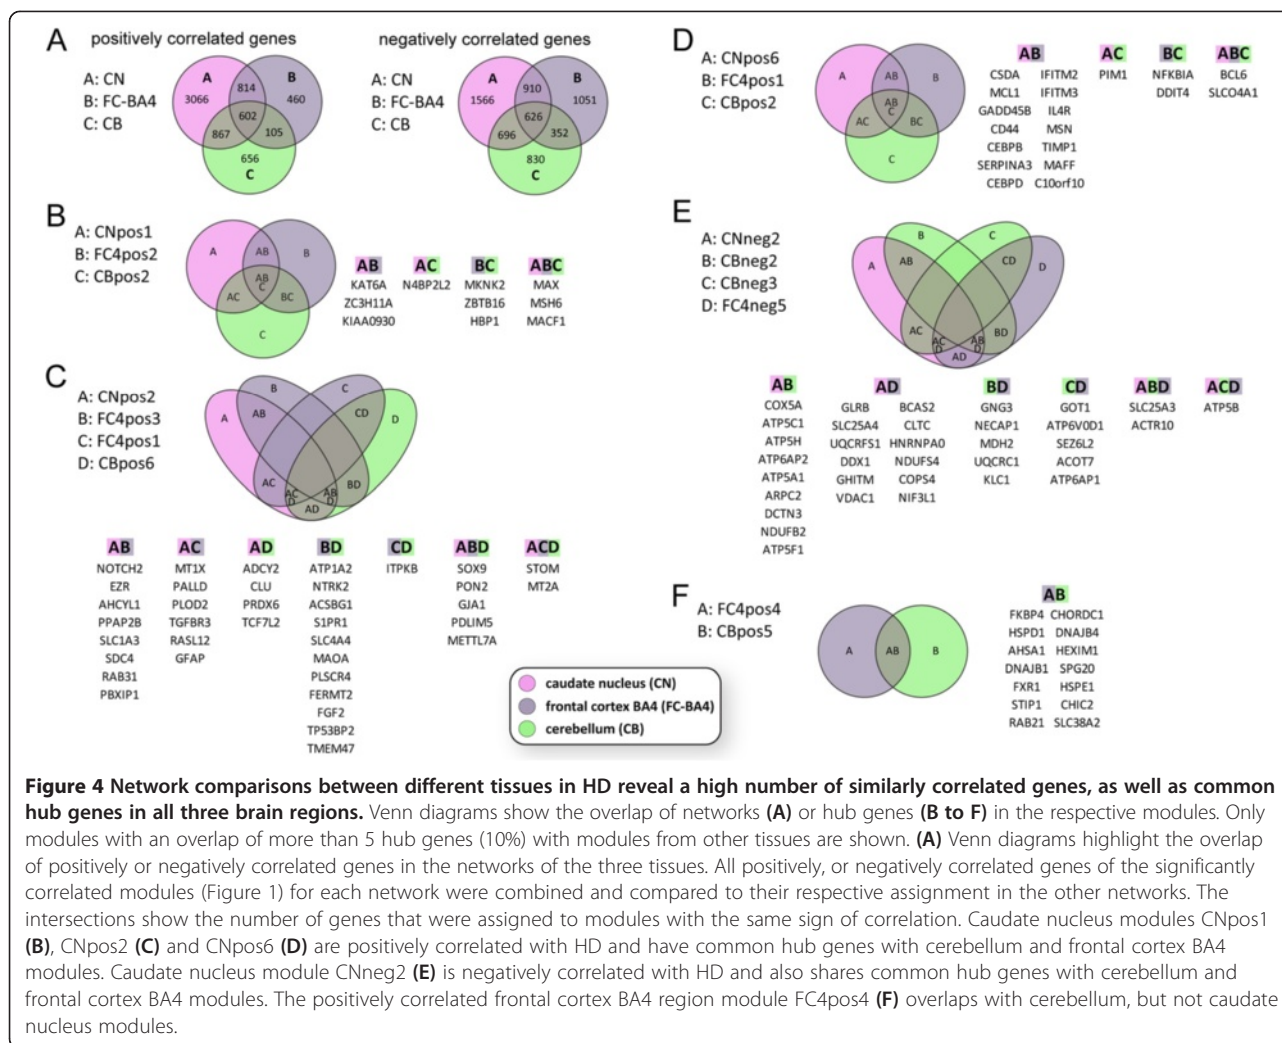 A
positively correlated genes
negatively correlated genes
A: CN
B: FC-BA4
C: CB
A
B
C
3066
814
460
602
867
105
656
A: CN
B: FC-BA4
C: CB
A
B
C
1566
910
1051
626
696
352
830
B
A: CNpos1
B: FC4pos2
C: CBpos2
A
AB
B
AB
C
AC
BC
C
AB
KAT6A
ZC3H11A
KIAA0930
AC
N4BP2L2
BC
MKNK2
ZBTB16
HBP1
ABC
MAX
MSH6
MACF1
C
A: CNpos2
B: FC4pos3
C: FC4pos1
D: CBpos6
A
B
C
D
AB
CD
AC
BD
AC
D
AB
D
AD
AB
NOTCH2
EZR
AHCYL1
PPAP2B
SLC1A3
SDC4
RAB31
PBXIP1
AC
MT1X
PALLD
PLOD2
TGFBR3
RASL12
GFAP
AD
ADCY2
CLU
PRDX6
TCF7L2
BD
ATP1A2
NTRK2
ACSBG1
S1PR1
SLC4A4
MAOA
PLSCR4
FERMT2
FGF2
TP53BP2
TMEM47
CD
ITPKB
ABD
SOX9
PON2
GJA1
PDLIM5
METTL7A
ACD
STOM
MT2A
D
A: CNpos6
B: FC4pos1
C: CBpos2
A
AB
B
AB
C
AC
BC
C
AB
CSDA IFITM2
MCL1 IFITM3
GADD45B IL4R
CD44 MSN
CEBPB TIMP1
SERPINA3 MAFF
CEBPD C10orf10
AC
PIM1
BC
NFKBIA
DDIT4
ABC
BCL6
SLCO4A1
E
A: CNneg2
B: CBneg2
C: CBneg3
D: FC4neg5
A
B
C
D
AB
CD
AC
BD
AC
D
AB
D
AD
AB
COX5A
ATP5C1
ATP5H
ATP6AP2
ATP5A1
ARPC2
DCTN3
NDUFB2
ATP5F1
AD
GLRB BCAS2
SLC25A4 CLTC
UQCRFS1 HNRNPA0
DDX1 NDUFS4
GHITM COPS4
VDAC1 NIF3L1
BD
GNG3
NECAP1
MDH2
UQCRC1
KLC1
CD
GOT1
ATP6V0D1
SEZ6L2
ACOT7
ATP6AP1
ABD
SLC25A3
ACTR10
ACD
ATP5B
F
A: FC4pos4
B: CBpos5
A
AB
B
AB
FKBP4 CHORDC1
HSPD1 DNAJB4
AHSA1 HEXIM1
DNAJB1 SPG20
FXR1 HSPE1
STIP1 CHIC2
RAB21 SLC38A2
caudate nucleus (CN)
frontal cortex BA4 (FC-BA4)
cerebellum (CB)
Figure 4 Network comparisons between different tissues in HD reveal a high number of similarly correlated genes, as well as common
hub genes in all three brain regions. Venn diagrams show the overlap of networks (A) or hub genes (B to F) in the respective modules. Only
modules with an overlap of more than 5 hub genes (10%) with modules from other tissues are shown. (A) Venn diagrams highlight the overlap
of positively or negatively correlated genes in the networks of the three tissues. All positively, or negatively correlated genes of the significantly
correlated modules (Figure 1) for each network were combined and compared to their respective assignment in the other networks. The
intersections show the number of genes that were assigned to modules with the same sign of correlation. Caudate nucleus modules CNpos1
(B), CNpos2 (C) and CNpos6 (D) are positively correlated with HD and have common hub genes with cerebellum and frontal cortex BA4
modules. Caudate nucleus module CNneg2 (E) is negatively correlated with HD and also shares common hub genes with cerebellum and
frontal cortex BA4 modules. The positively correlated frontal cortex BA4 region module FC4pos4 (F) overlaps with cerebellum, but not caudate
nucleus modules.